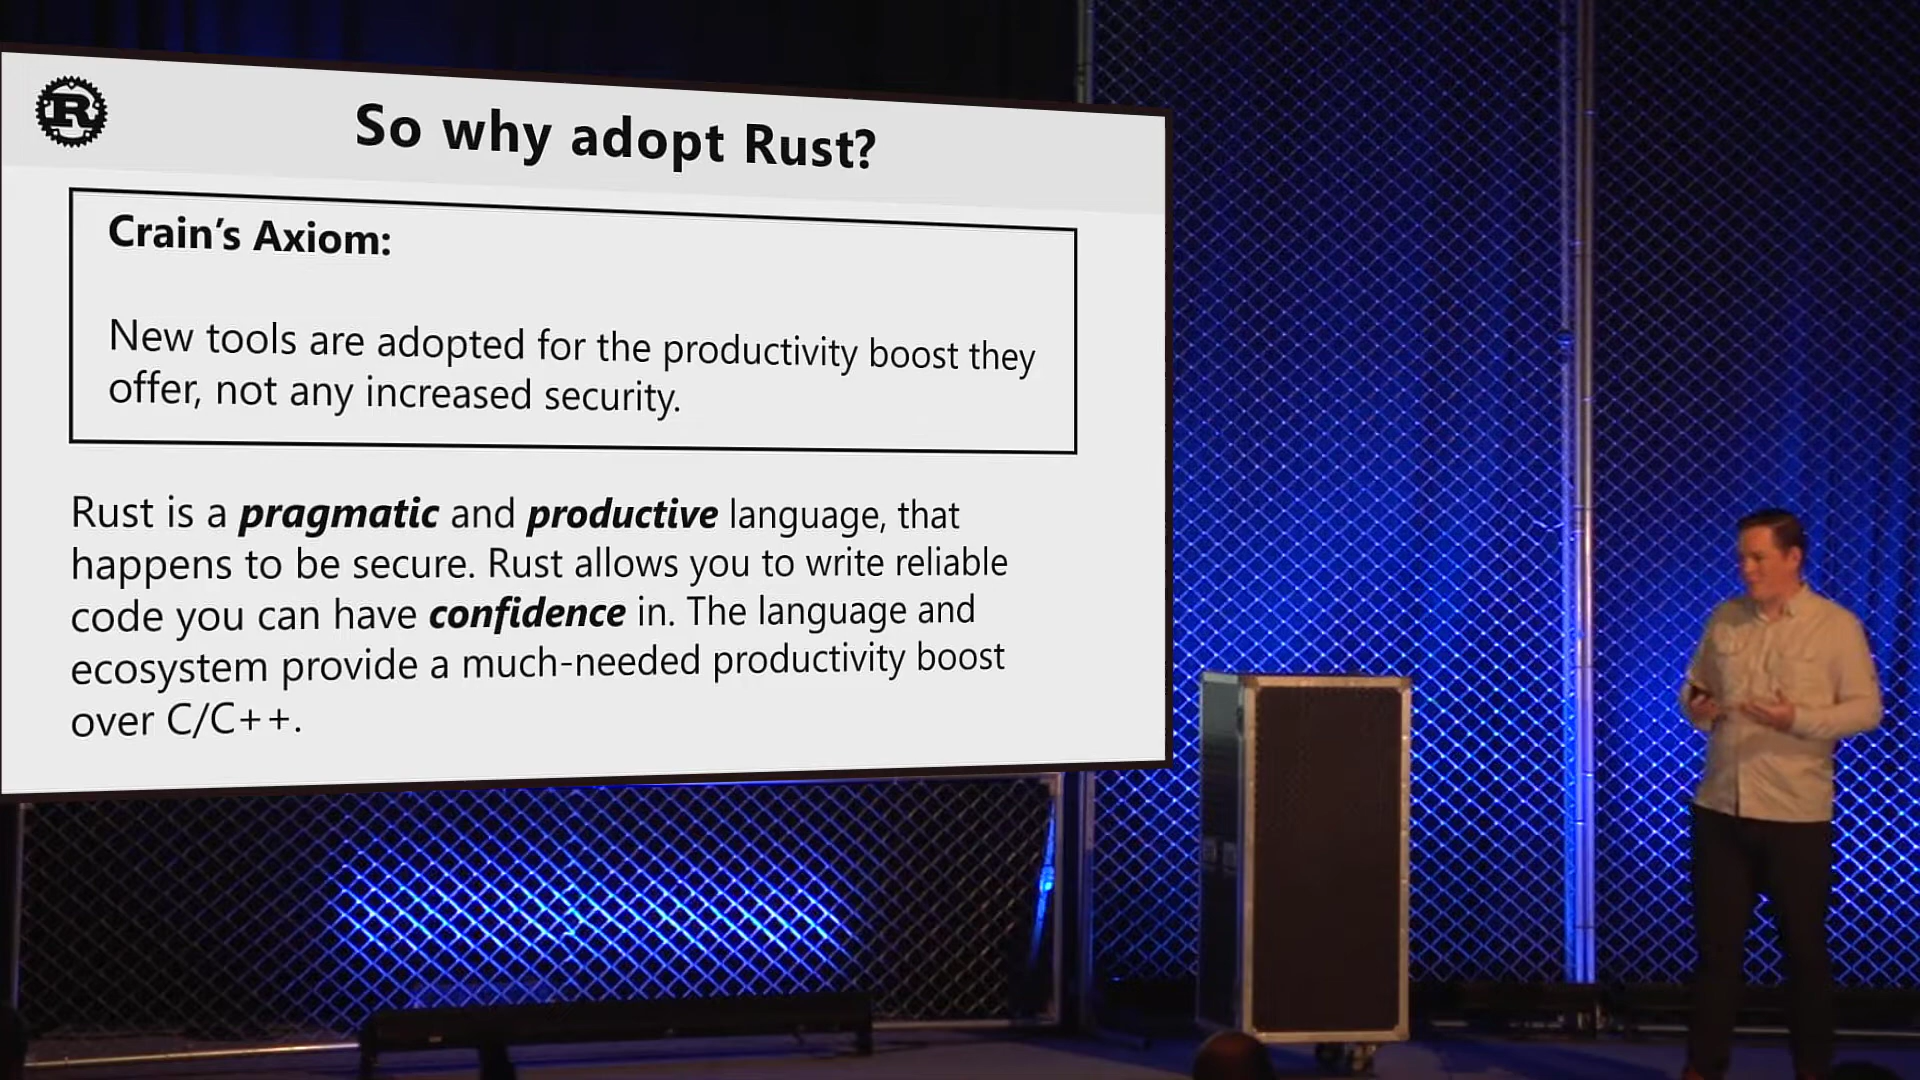 R
So why adopt Rust?
Crain's Axiom:
New tools are adopted for the productivity boost they
offer, not any increased security.
Rust is a pragmatic and productive language, that
happens to be secure. Rust allows you to write reliable
code you can have confidence in. The language and
ecosystem provide a much-needed productivity boost
over C/C++.